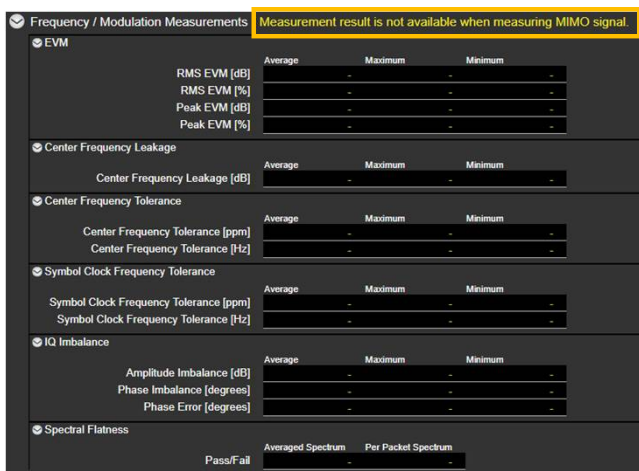 Frequency / Modulation Measurements Measurement result is not available when measuring MIMO signal.
EVM
Average Maximum Minimum
RMS EVM [dB] - - -
RMS EVM [%] - - -
Peak EVM [dB] - - -
Peak EVM [%] - - -
Center Frequency Leakage
Average Maximum Minimum
Center Frequency Leakage [dB] - - -
Center Frequency Tolerance
Average Maximum Minimum
Center Frequency Tolerance [ppm] - - -
Center Frequency Tolerance [Hz] - - -
Symbol Clock Frequency Tolerance
Average Maximum Minimum
Symbol Clock Frequency Tolerance [ppm] - - -
Symbol Clock Frequency Tolerance [Hz] - - -
IQ Imbalance
Average Maximum Minimum
Amplitude Imbalance [dB] - - -
Phase Imbalance [degrees] - - -
Phase Error [degrees] - - -
Spectral Flatness
Averaged Spectrum Per Packet Spectrum
Pass/Fail - -